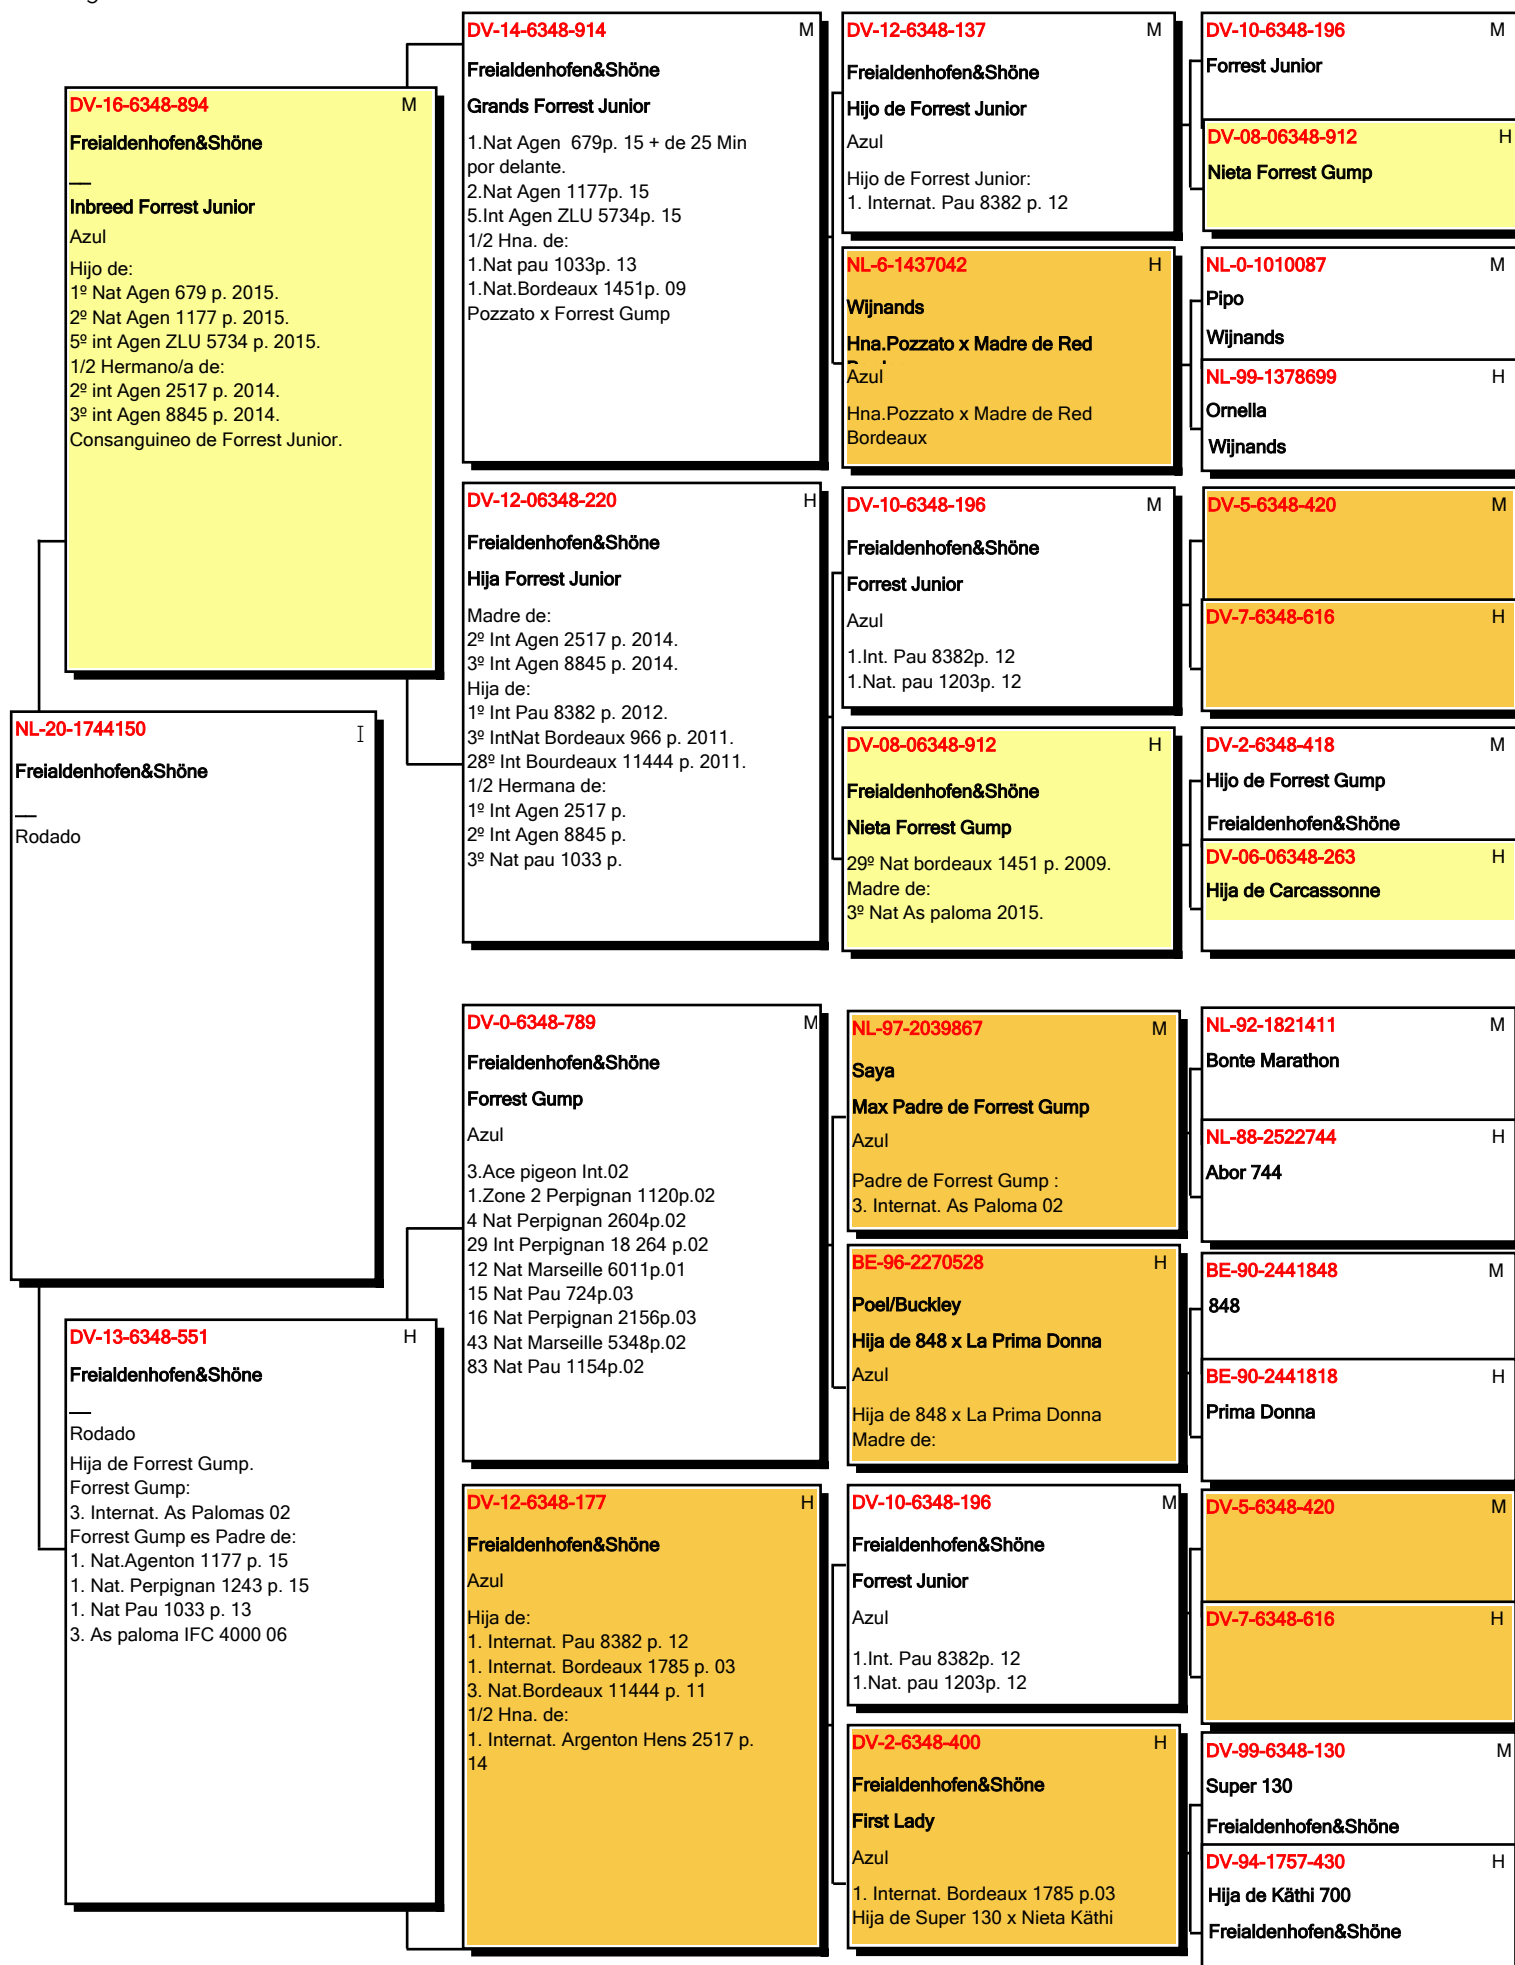 DV-16-6348-894 M
Freialdenhofen&Shöne
__
Inbreed Forrest Junior
Azul
Hijo de:
1º Nat Agen 679 p. 2015.
2º Nat Agen 1177 p. 2015.
5º int Agen ZLU 5734 p. 2015.
1/2 Hermano/a de:
2º int Agen 2517 p. 2014.
3º int Agen 8845 p. 2014.
Consanguineo de Forrest Junior.
NL-20-1744150 I
Freialdenhofen&Shöne
__
Rodado
DV-13-6348-551 H
Freialdenhofen&Shöne
__
Rodado
Hija de Forrest Gump.
Forrest Gump:
3. Internat. As Palomas 02
Forrest Gump es Padre de:
1. Nat.Agenton 1177 p. 15
1. Nat. Perpignan 1243 p. 15
1. Nat Pau 1033 p. 13
3. As paloma IFC 4000 06
DV-14-6348-914 M
Freialdenhofen&Shöne
Grands Forrest Junior
1.Nat Agen 679p. 15 + de 25 Min
por delante.
2.Nat Agen 1177p. 15
5.Int Agen ZLU 5734p. 15
1/2 Hna. de:
1.Nat pau 1033p. 13
1.Nat.Bordeaux 1451p. 09
Pozzato x Forrest Gump
DV-12-06348-220 H
Freialdenhofen&Shöne
Hija Forrest Junior
Madre de:
2º Int Agen 2517 p. 2014.
3º Int Agen 8845 p. 2014.
Hija de:
1º Int Pau 8382 p. 2012.
3º IntNat Bordeaux 966 p. 2011.
28º Int Bourdeaux 11444 p. 2011.
1/2 Hermana de:
1º Int Agen 2517 p.
2º Int Agen 8845 p.
3º Nat pau 1033 p.
DV-0-6348-789 M
Freialdenhofen&Shöne
Forrest Gump
Azul
3.Ace pigeon Int.02
1.Zone 2 Perpignan 1120p.02
4 Nat Perpignan 2604p.02
29 Int Perpignan 18 264 p.02
12 Nat Marseille 6011p.01
15 Nat Pau 724p.03
16 Nat Perpignan 2156p.03
43 Nat Marseille 5348p.02
83 Nat Pau 1154p.02
DV-12-6348-177 H
Freialdenhofen&Shöne
Azul
Hija de:
1. Internat. Pau 8382 p. 12
1. Internat. Bordeaux 1785 p. 03
3. Nat.Bordeaux 11444 p. 11
1/2 Hna. de:
1. Internat. Argenton Hens 2517 p.
14
DV-12-6348-137 M
Freialdenhofen&Shöne
Hijo de Forrest Junior
Azul
Hijo de Forrest Junior:
1. Internat. Pau 8382 p. 12
NL-6-1437042 H
Wijnands
Hna.Pozzato x Madre de Red
Azul
Hna.Pozzato x Madre de Red
Bordeaux
DV-10-6348-196 M
Freialdenhofen&Shöne
Forrest Junior
Azul
1.Int. Pau 8382p. 12
1.Nat. pau 1203p. 12
DV-08-06348-912 H
Freialdenhofen&Shöne
Nieta Forrest Gump
29º Nat bordeaux 1451 p. 2009.
Madre de:
3º Nat As paloma 2015.
NL-97-2039867 M
Saya
Max Padre de Forrest Gump
Azul
Padre de Forrest Gump :
3. Internat. As Paloma 02
BE-96-2270528 H
Poel/Buckley
Hija de 848 x La Prima Donna
Azul
Hija de 848 x La Prima Donna
Madre de:
DV-10-6348-196 M
Freialdenhofen&Shöne
Forrest Junior
Azul
1.Int. Pau 8382p. 12
1.Nat. pau 1203p. 12
DV-2-6348-400 H
Freialdenhofen&Shöne
First Lady
Azul
1. Internat. Bordeaux 1785 p.03
Hija de Super 130 x Nieta Käthi
DV-10-6348-196 M
Forrest Junior
DV-08-06348-912 H
Nieta Forrest Gump
NL-0-1010087 M
Pipo
Wijnands
NL-99-1378699 H
Ornella
Wijnands
DV-5-6348-420 M
DV-7-6348-616 H
DV-2-6348-418 M
Hijo de Forrest Gump
Freialdenhofen&Shöne
DV-06-06348-263 H
Hija de Carcassonne
NL-92-1821411 M
Bonte Marathon
NL-88-2522744 H
Abor 744
BE-90-2441848 M
848
BE-90-2441818 H
Prima Donna
DV-5-6348-420 M
DV-7-6348-616 H
DV-99-6348-130 M
Super 130
Freialdenhofen&Shöne
DV-94-1757-430 H
Hija de Käthi 700
Freialdenhofen&Shöne